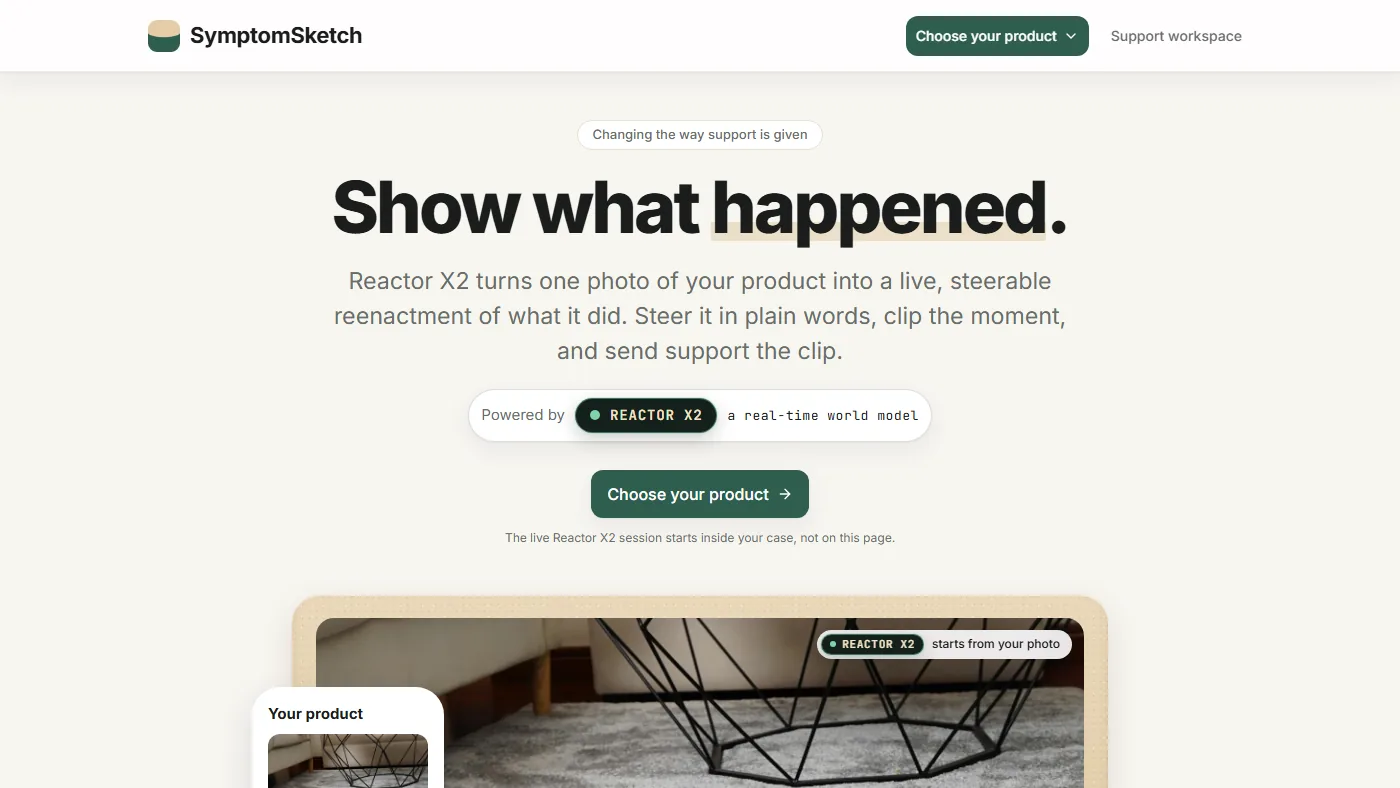 SymptomSketch
Choose your product
Support workspace
Changing the way support is given
Show what happened.
Reactor X2 turns one photo of your product into a live, steerable
reenactment of what it did. Steer it in plain words, clip the moment,
and send support the clip.
Powered by REACTOR X2 a real-time world model
Choose your product →
The live Reactor X2 session starts inside your case, not on this page.
REACTOR X2 starts from your photo
Your product